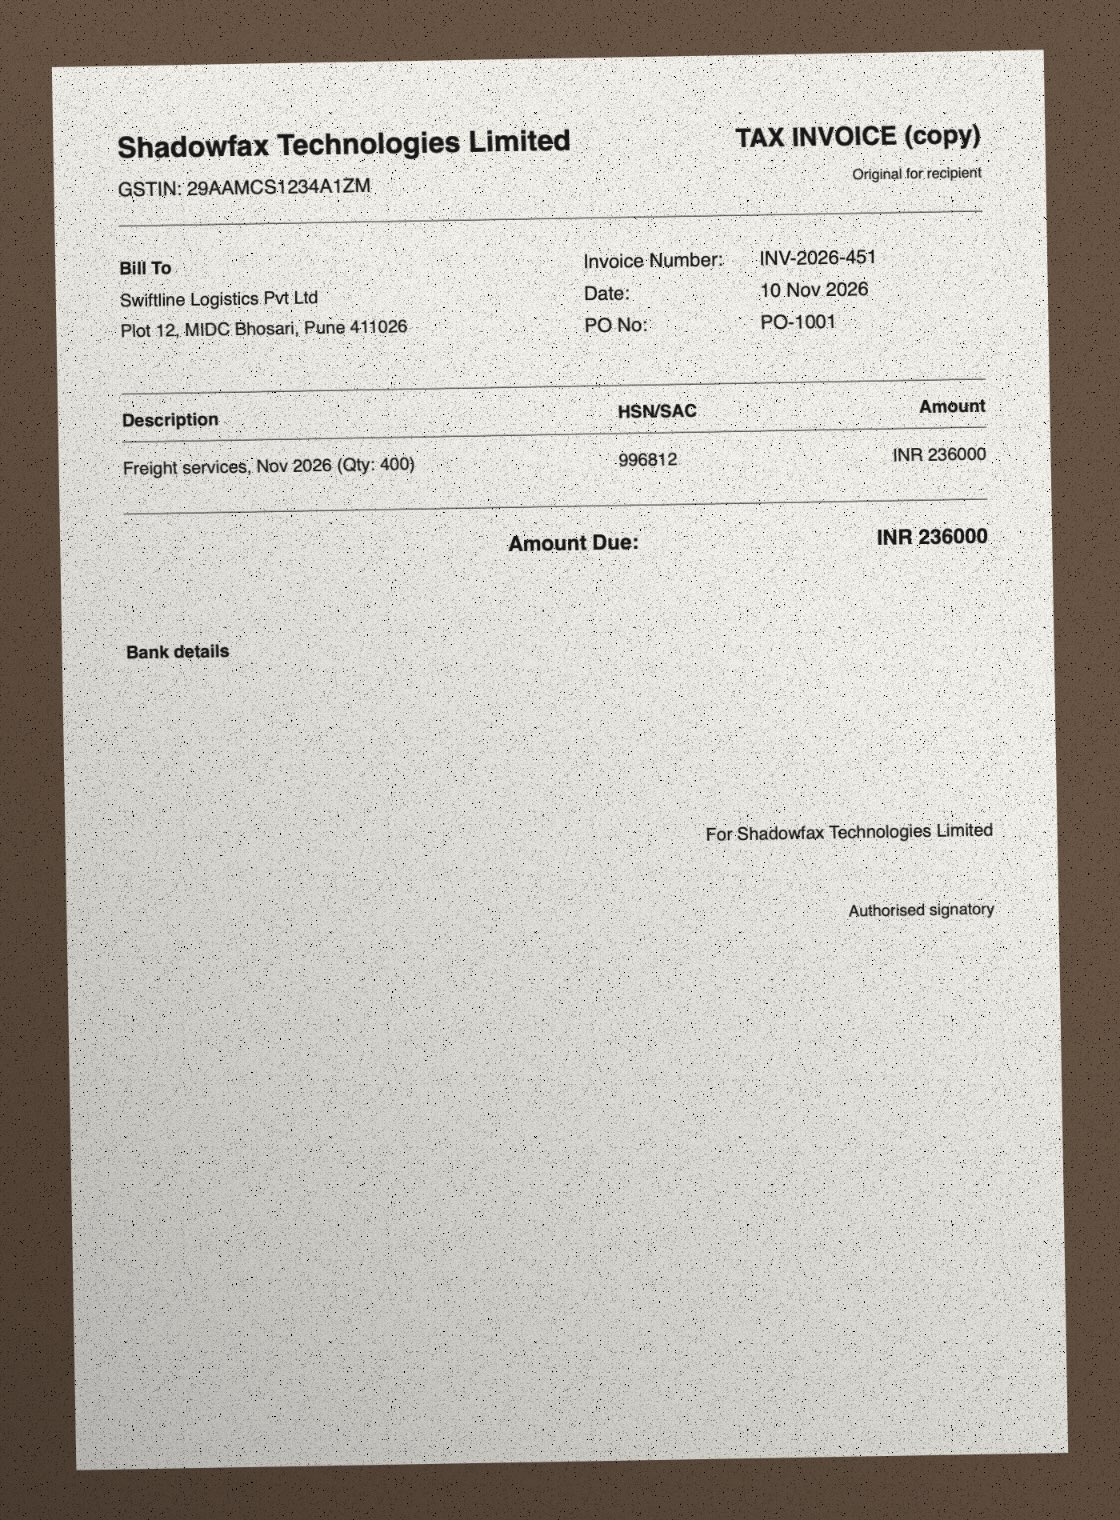 Shadowfax Technologies Limited
TAX INVOICE (copy)
GSTIN: 29AAMCS1234A1ZM
Original for recipient
Bill To
Swiftline Logistics Pvt Ltd
Plot 12, MIDC Bhosari, Pune 411026
Invoice Number: INV-2026-451
Date: 10 Nov 2026
PO No: PO-1001
Description HSN/SAC Amount
Freight services, Nov 2026 (Qty: 400) 996812 INR 236000
Amount Due: INR 236000
Bank details
For Shadowfax Technologies Limited
Authorised signatory